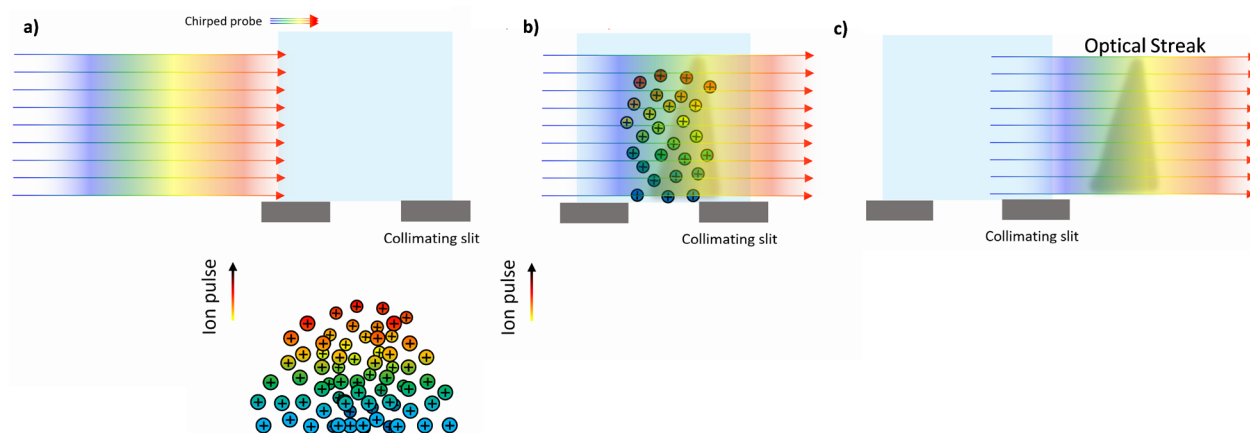 a)
Chirped probe
Collimating slit
Ion pulse
b)
Collimating slit
Ion pulse
c)
Optical Streak
Collimating slit